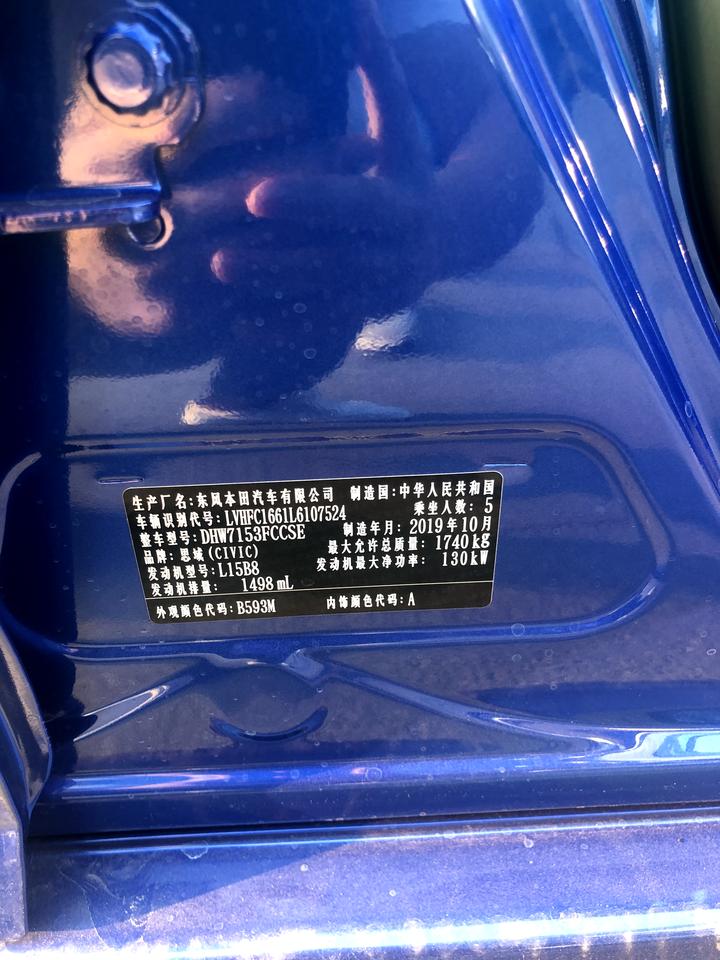 生产厂名:东风本田汽车有限公司 制造国:中华人民共和国
车辆识别代号:LVHFC1661L6107524 乘坐人数:5
整车型号:DHW7153FCCSE 制造年月:2019年10月
品牌:思域(CIVIC) 最大允许总质量:1740kg
发动机型号:L15B8 发动机最大净功率:130kW
发动机排量: 1498mL
外观颜色代码:B593M 内饰颜色代码:A